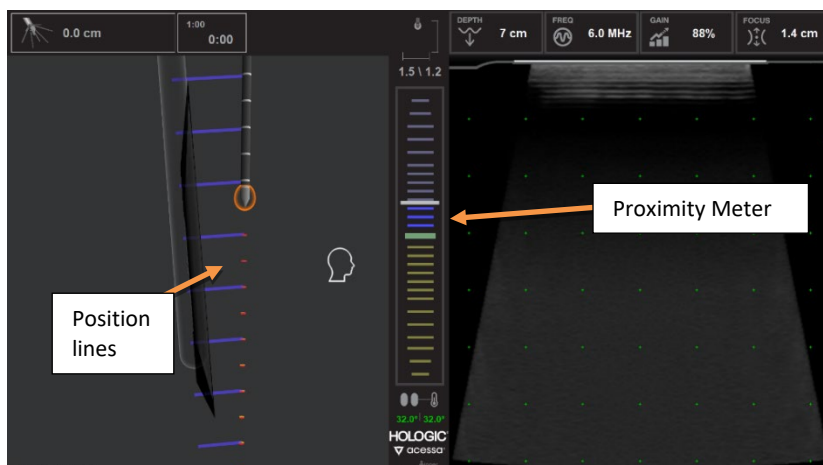 0.0 cm
1:00
0:00
1.5 \ 1.2
DEPTH
7 cm
FREQ
6.0 MHz
GAIN
88%
FOCUS
1.4 cm
Proximity Meter
Position
lines
32.0° 32.0°
HOLOGIC
acessa